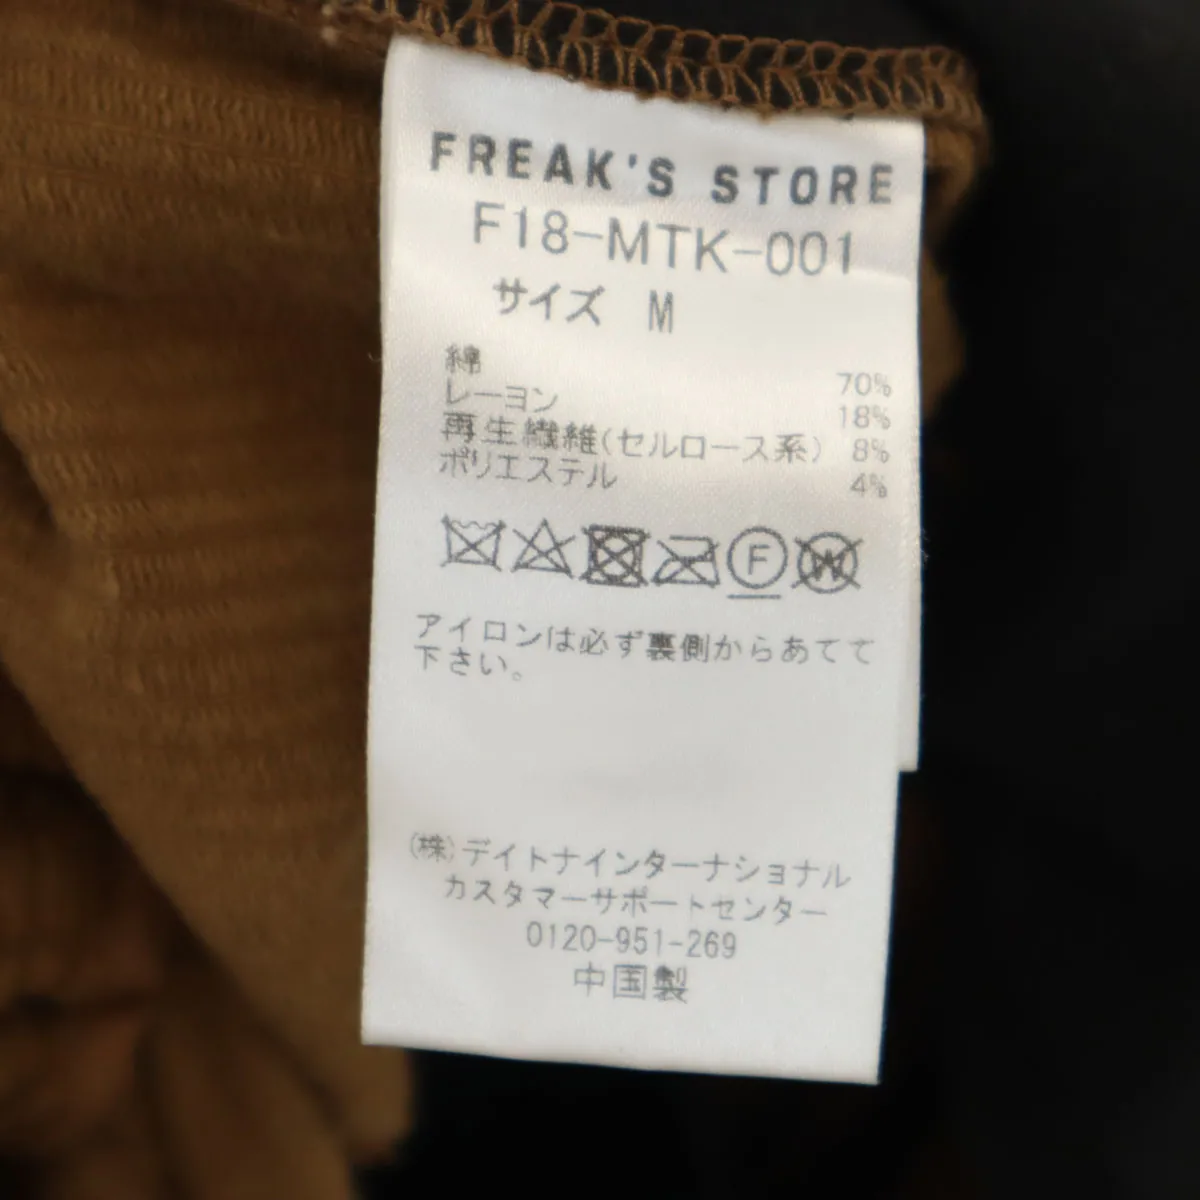 FREAK'S STORE
F18-MTK-001
サイズ M
綿 70%
レーヨン 18%
再生繊維(セルロース系) 8%
ポリエステル 4%
F W
アイロンは必ず裏側からあてて
下さい。
(株)デイトナインターナショナル
カスタマーサポートセンター
0120-951-269
中国製